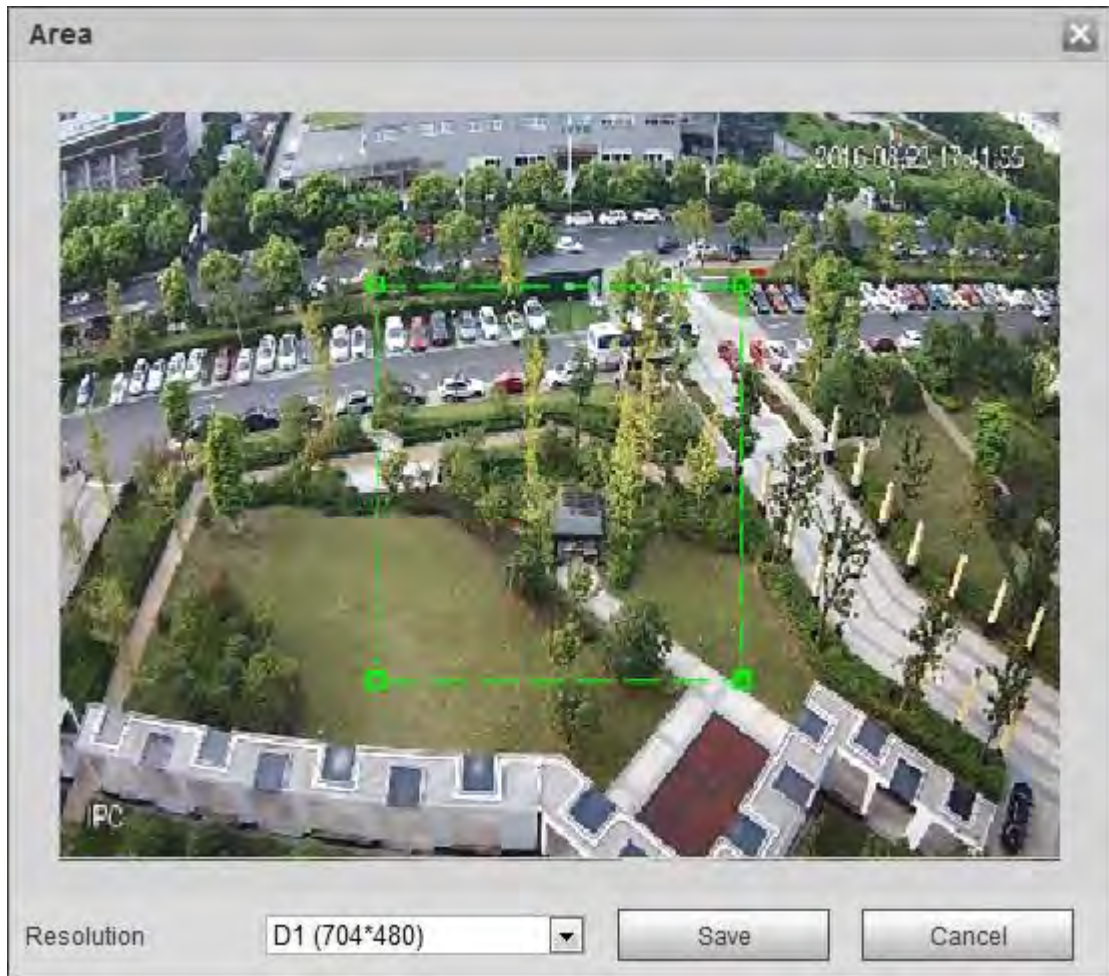 Area
2016-08-23 17:41:55
IPC
Resolution
D1 (704*480)
Save
Cancel